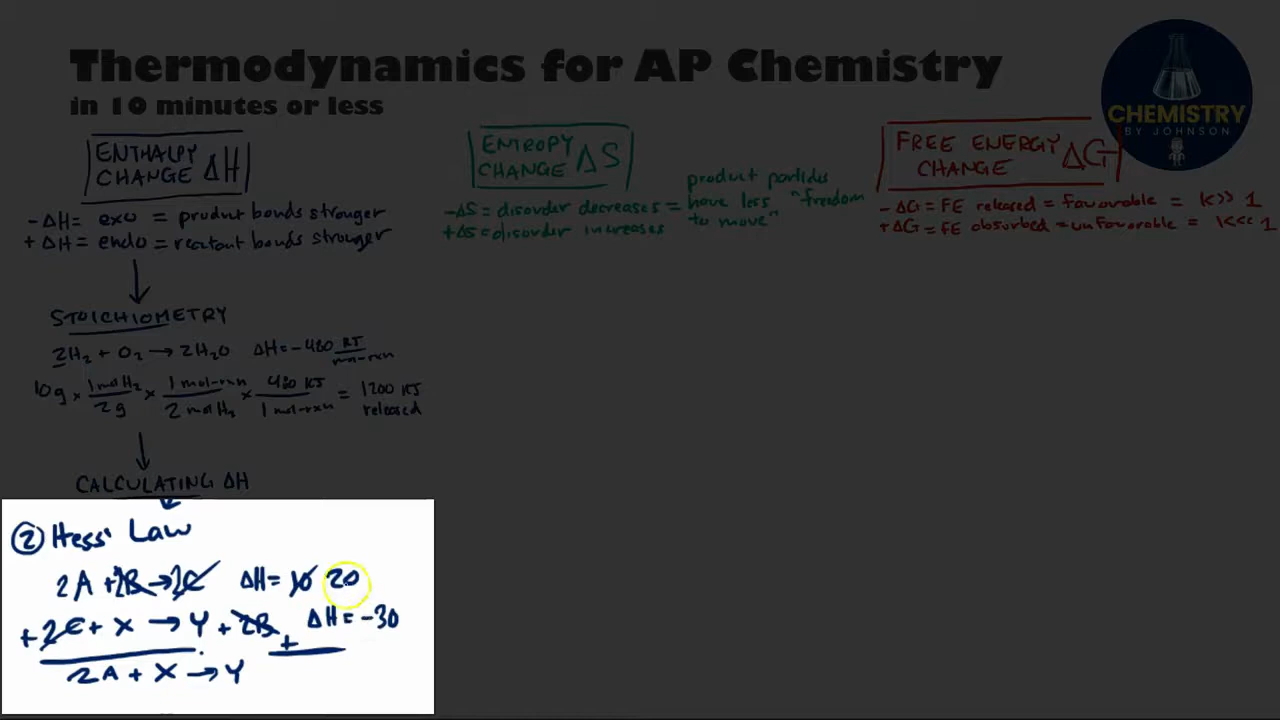 Thermodynamics for AP Chemistry
in 10 minutes or less
CHEMISTRY
BY JOHNSON
ENTHALPY
CHANGE ΔH
-ΔH = exo = product bonds stronger
+ΔH = endo = reactant bonds stronger
STOICHIOMETRY
2H₂ + O₂ → 2H₂O ΔH = -480 KJ/mol-rxn
10g × 1 mol H₂/2g × 1 mol-rxn/2 mol H₂ × 480 KJ/1 mol-rxn = 1200 KJ released
CALCULATING ΔH
② Hess' Law
2A + 2B → 2C ΔH = 10 20
+ 2C + X → Y + 2B ΔH = -30
+
2A + X → Y
ENTROPY
CHANGE ΔS
-ΔS = disorder decreases = product particles have less "freedom to move"
+ΔS = disorder increases
FREE ENERGY
CHANGE ΔG
-ΔG = FE released = favorable = K>> 1
+ΔG = FE absorbed = unfavorable = K<< 1